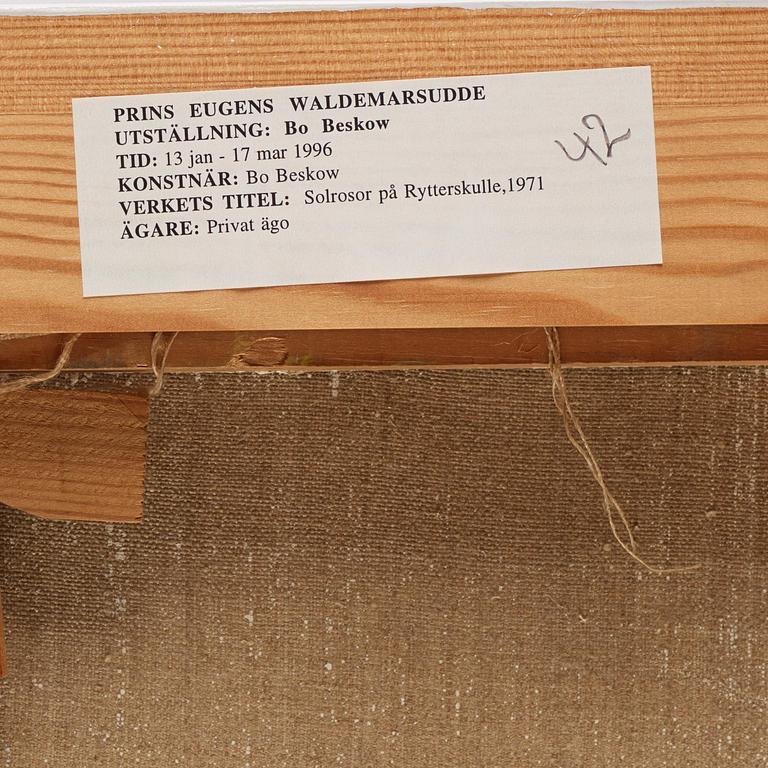 PRINS EUGENS WALDEMARSUDDE
UTSTÄLLNING: Bo Beskow
TID: 13 jan - 17 mar 1996
KONSTNÄR: Bo Beskow
VERKETS TITEL: Solrosor på Rytterskulle,1971
ÄGARE: Privat ägo
42